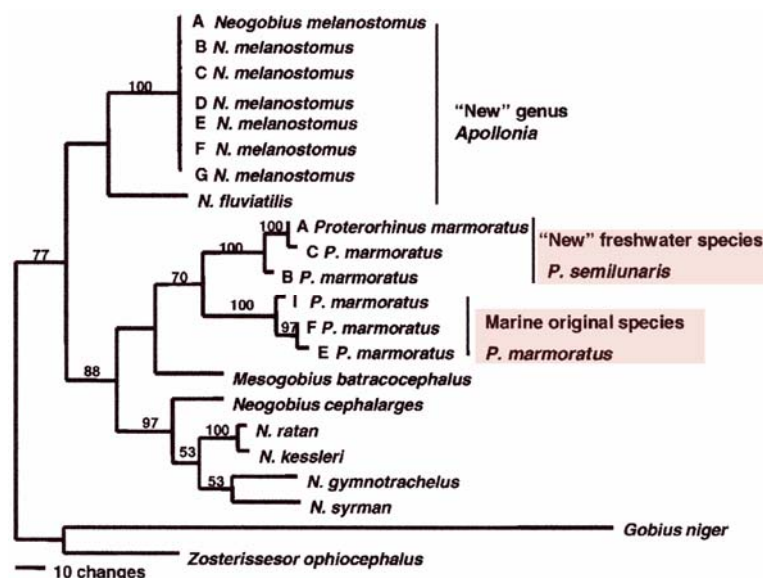 A Neogobius melanostomus
B N. melanostomus
C N. melanostomus
100
D N. melanostomus
E N. melanostomus
F N. melanostomus
G N. melanostomus
N. fluviatilis
“New” genus
Apollonia
77
100
A Proterorhinus marmoratus
100
C P. marmoratus
B P. marmoratus
“New” freshwater species
P. semilunaris
70
100
I P. marmoratus
97
F P. marmoratus
E P. marmoratus
Marine original species
P. marmoratus
88
Mesogobius batracocephalus
Neogobius cephalarges
97
100
N. ratan
N. kessleri
53
53
N. gymnotrachelus
N. syrman
Gobius niger
Zosterissesor ophiocephalus
10 changes